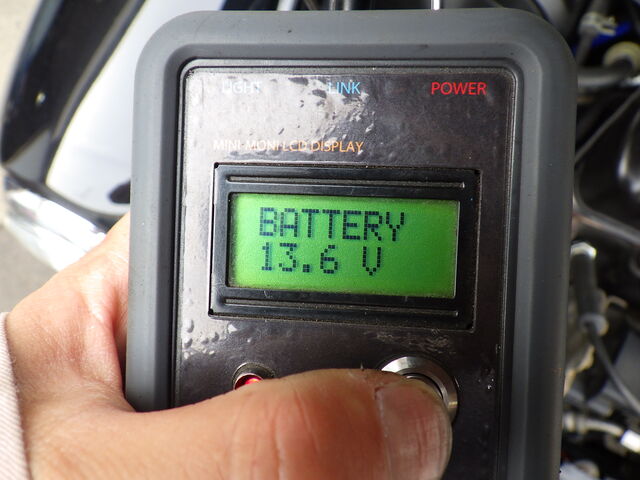 LIGHT LINK POWER
MINI-MONI LCD DISPLAY
BATTERY
13.6 V